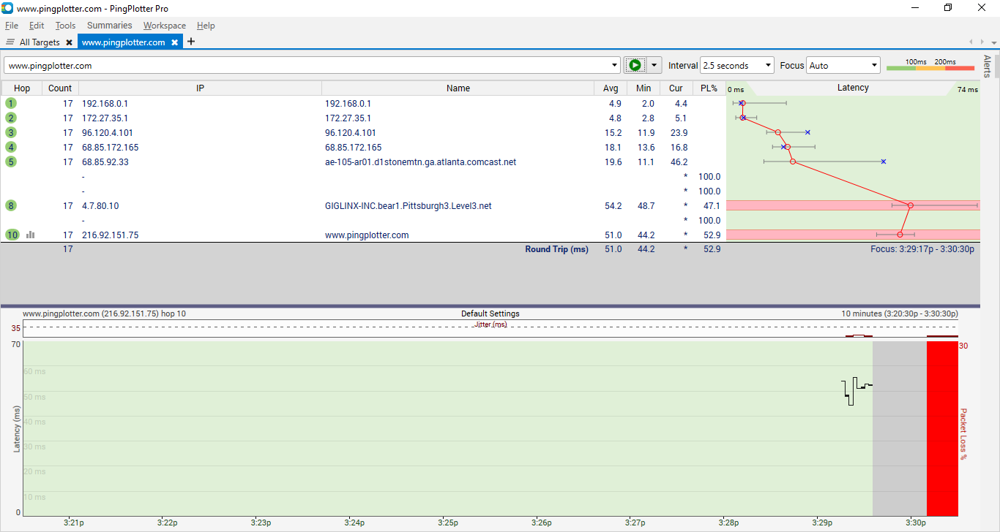 www.pingplotter.com - PingPlotter Pro
File Edit Tools Summaries Workspace Help
All Targets www.pingplotter.com
www.pingplotter.com Interval 2.5 seconds Focus Auto 100ms 200ms
Alerts
Hop Count IP Name Avg Min Cur PL% 0 ms Latency 74 ms
1 17 192.168.0.1 192.168.0.1 4.9 2.0 4.4
2 17 172.27.35.1 172.27.35.1 4.8 2.8 5.1
3 17 96.120.4.101 96.120.4.101 15.2 11.9 23.9
4 17 68.85.172.165 68.85.172.165 18.1 13.6 16.8
5 17 68.85.92.33 ae-105-ar01.d1stonemtn.ga.atlanta.comcast.net 19.6 11.1 46.2
- * 100.0
- * 100.0
8 17 4.7.80.10 GIGLINX-INC.bear1.Pittsburgh3.Level3.net 54.2 48.7 * 47.1
- * 100.0
10 17 216.92.151.75 www.pingplotter.com 51.0 44.2 * 52.9
17 Round Trip (ms) 51.0 44.2 * 52.9 Focus: 3:29:17p - 3:30:30p
www.pingplotter.com (216.92.151.75) hop 10 Default Settings 10 minutes (3:20:30p - 3:30:30p)
35 Jitter (ms)
70 30
60 ms
50 ms
40 ms
30 ms
20 ms
10 ms
0
Latency (ms)
Packet Loss %
3:21p 3:22p 3:23p 3:24p 3:25p 3:26p 3:27p 3:28p 3:29p 3:30p